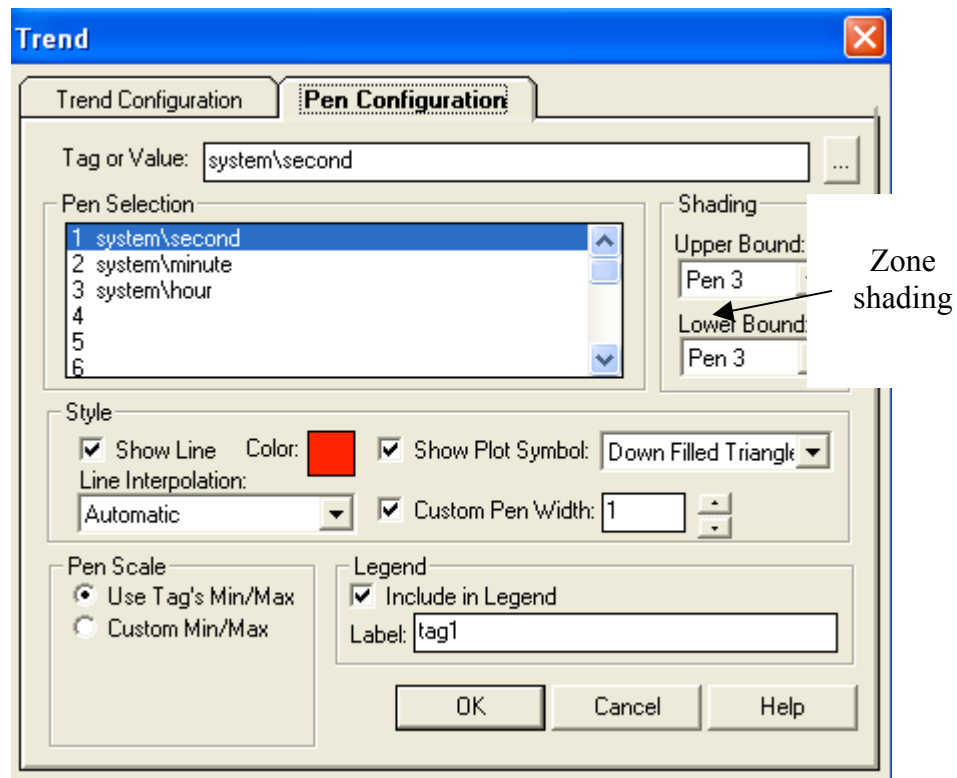 Trend
Trend Configuration
Pen Configuration
Tag or Value: system\second ...
Pen Selection
1 system\second
2 system\minute
3 system\hour
4
5
6
Shading
Upper Bound:
Pen 3
Lower Bound:
Pen 3
Zone
shading
Style
Show Line Color:
Show Plot Symbol: Down Filled Triangle
Line Interpolation:
Automatic
Custom Pen Width: 1
Pen Scale
Use Tag's Min/Max
Custom Min/Max
Legend
Include in Legend
Label: tag1
OK Cancel Help